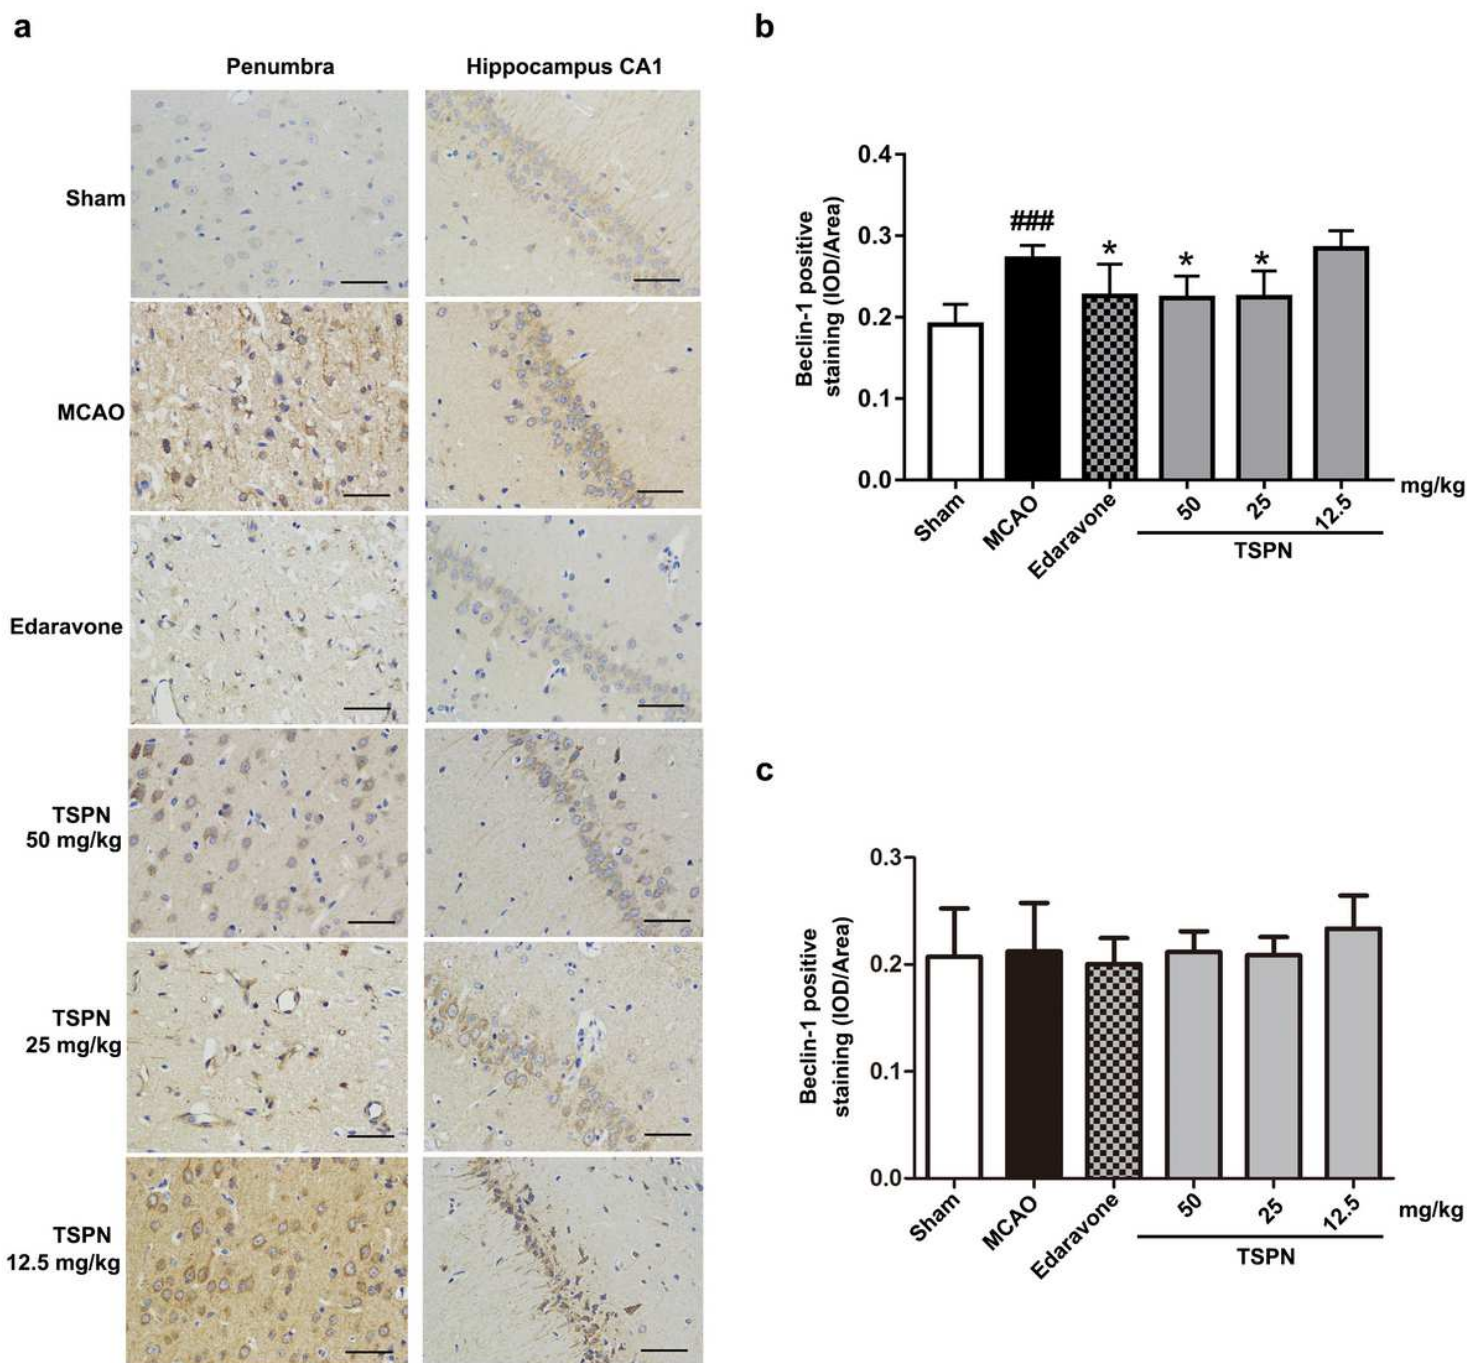 a
Penumbra
Hippocampus CA1
Sham
MCAO
Edaravone
TSPN
50 mg/kg
TSPN
25 mg/kg
TSPN
12.5 mg/kg
b
Beclin-1 positive
staining (IOD/Area)
0.4
0.3
0.2
0.1
0.0
###
*
*
*
Sham
MCAO
Edaravone
50
25
12.5
mg/kg
TSPN
c
Beclin-1 positive
staining (IOD/Area)
0.3
0.2
0.1
0.0
Sham
MCAO
Edaravone
50
25
12.5
mg/kg
TSPN